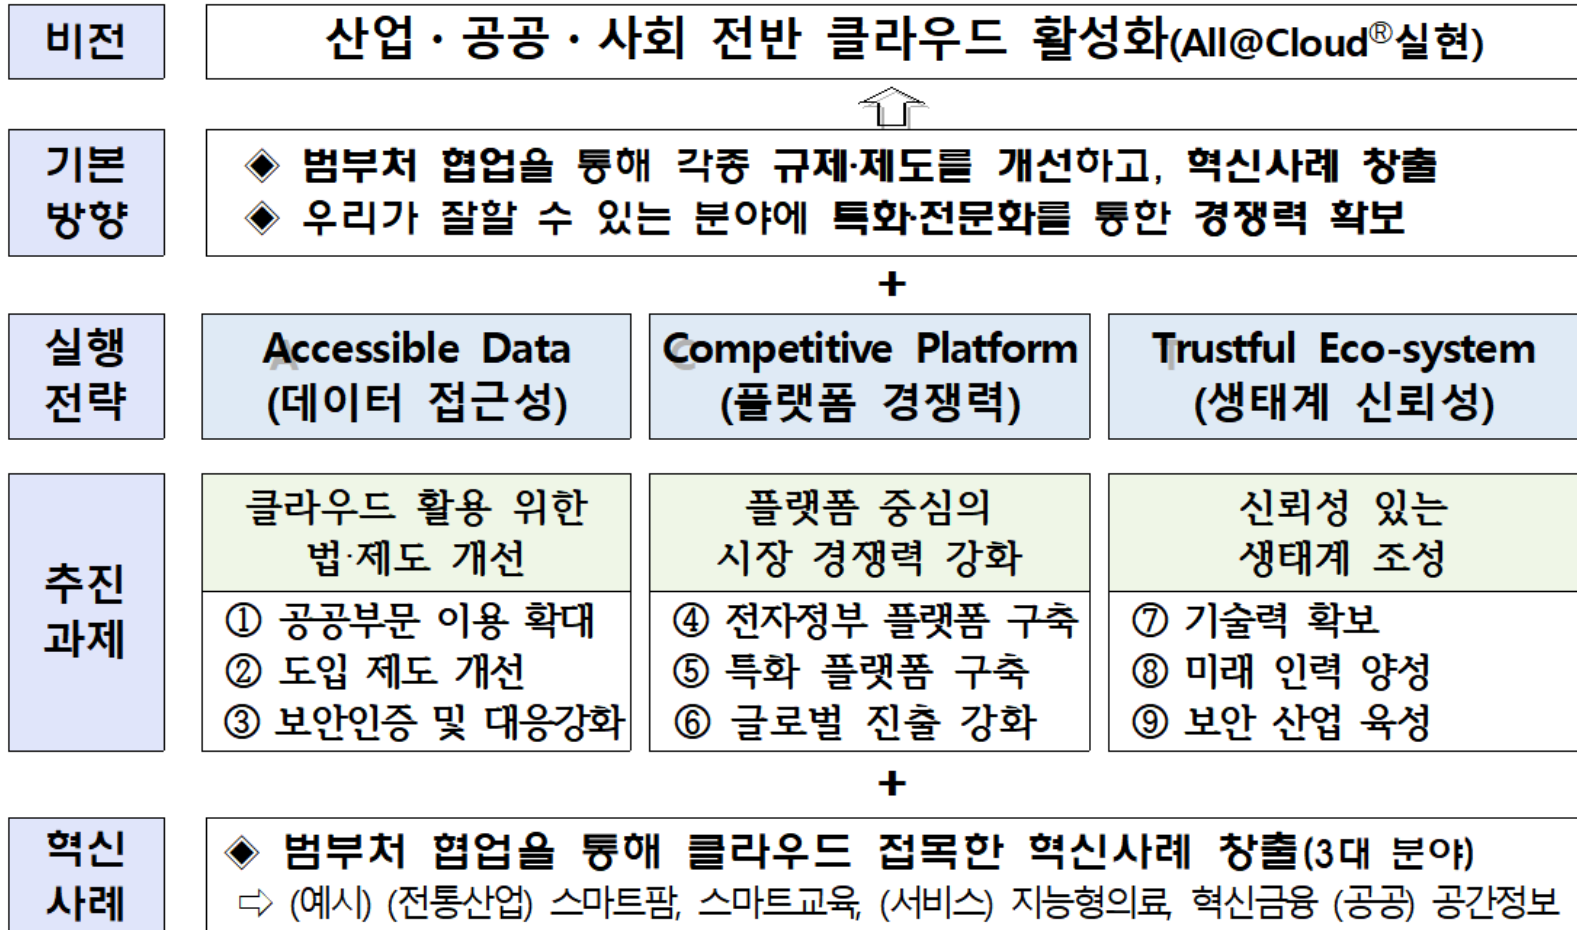 비전
산업 · 공공 · 사회 전반 클라우드 활성화(All@Cloud®실현)
기본
방향
◈ 범부처 협업을 통해 각종 규제·제도를 개선하고, 혁신사례 창출
◈ 우리가 잘할 수 있는 분야에 특화·전문화를 통한 경쟁력 확보
+
실행
전략
Accessible Data
(데이터 접근성)
Competitive Platform
(플랫폼 경쟁력)
Trustful Eco-system
(생태계 신뢰성)
추진
과제
클라우드 활용 위한
법·제도 개선
① 공공부문 이용 확대
② 도입 제도 개선
③ 보안인증 및 대응강화
플랫폼 중심의
시장 경쟁력 강화
④ 전자정부 플랫폼 구축
⑤ 특화 플랫폼 구축
⑥ 글로벌 진출 강화
신뢰성 있는
생태계 조성
⑦ 기술력 확보
⑧ 미래 인력 양성
⑨ 보안 산업 육성
+
혁신
사례
◈ 범부처 협업을 통해 클라우드 접목한 혁신사례 창출(3대 분야)
⇨ (예시) (전통산업) 스마트팜, 스마트교육, (서비스) 지능형의료, 혁신금융 (공공) 공간정보